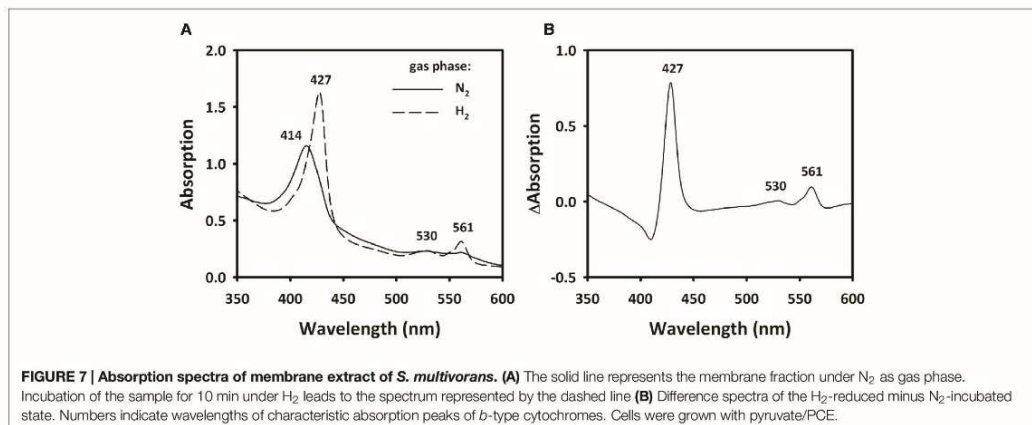 A
B
2.0
1.5
1.0
0.5
0.0
Absorption
gas phase:
N2
H2
427
414
530
561
350 400 450 500 550 600
Wavelength (nm)
1.0
0.5
0.0
-0.5
ΔAbsorption
427
530
561
350 400 450 500 550 600
Wavelength (nm)
FIGURE 7 | Absorption spectra of membrane extract of S. multivorans. (A) The solid line represents the membrane fraction under N2 as gas phase.
Incubation of the sample for 10 min under H2 leads to the spectrum represented by the dashed line (B) Difference spectra of the H2-reduced minus N2-incubated
state. Numbers indicate wavelengths of characteristic absorption peaks of b-type cytochromes. Cells were grown with pyruvate/PCE.